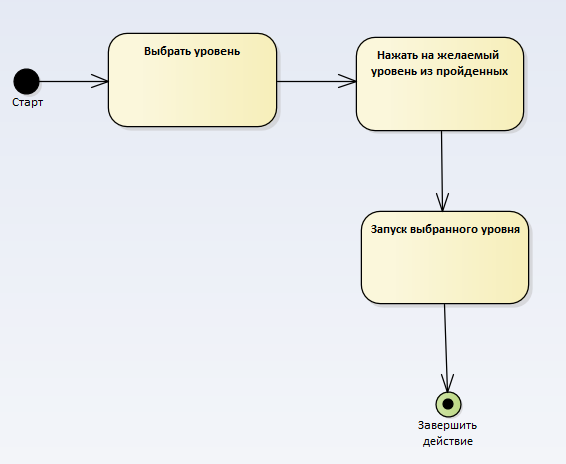 Выбрать уровень
Нажать на желаемый
уровень из пройденных
Старт
Запуск выбранного уровня
Завершить
действие